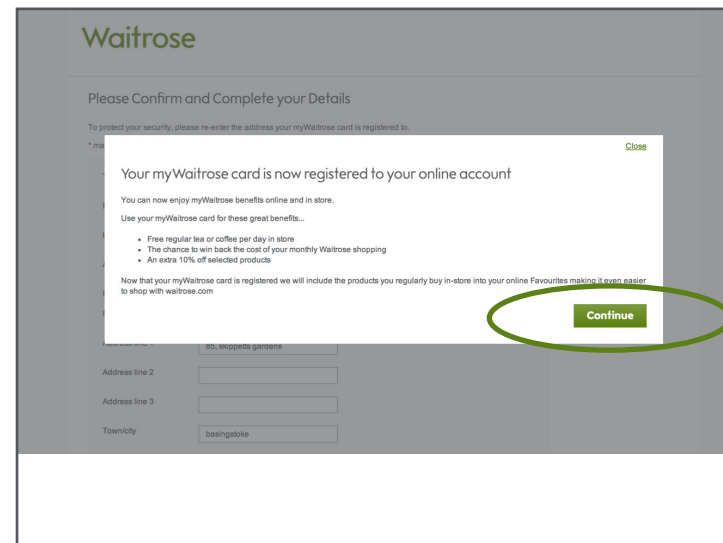 Waitrose
Please Confirm and Complete your Details
To protect your security, please re-enter the address your myWaitrose card is registered to.
* ma
Close
Your myWaitrose card is now registered to your online account
You can now enjoy myWaitrose benefits online and in store.
Use your myWaitrose card for these great benefits...
• Free regular tea or coffee per day in store
• The chance to win back the cost of your monthly Waitrose shopping
• An extra 10% off selected products
Now that your myWaitrose card is registered we will include the products you regularly buy in-store into your online Favourites making it even easier
to shop with waitrose.com
Continue
Address line 1 85, skippetts gardens
Address line 2
Address line 3
Town/city basingstoke